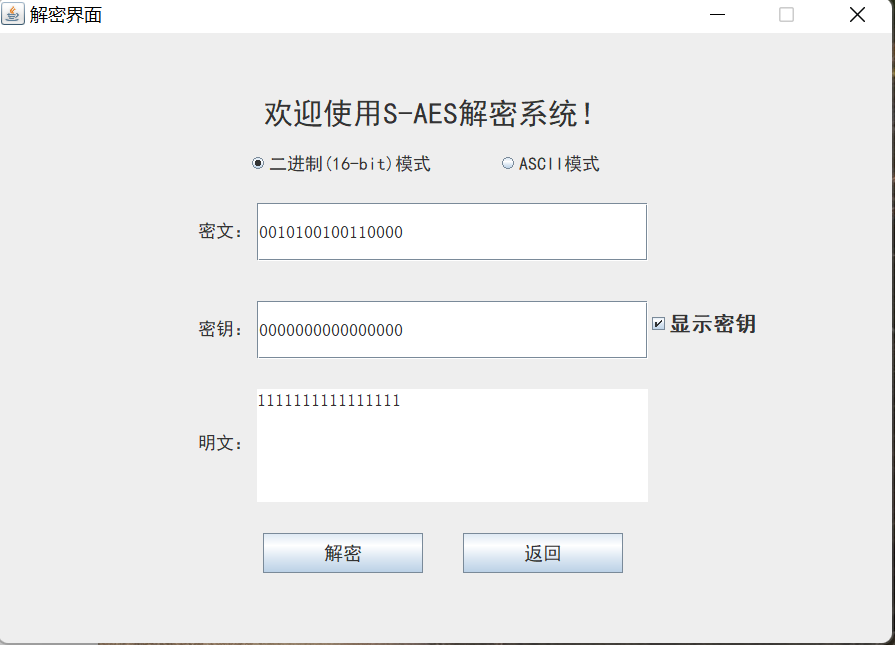 解密界面
欢迎使用S-AES解密系统！
二进制(16-bit)模式 ASCII模式
密文： 0010100100110000
密钥： 0000000000000000 显示密钥
明文： 1111111111111111
解密 返回